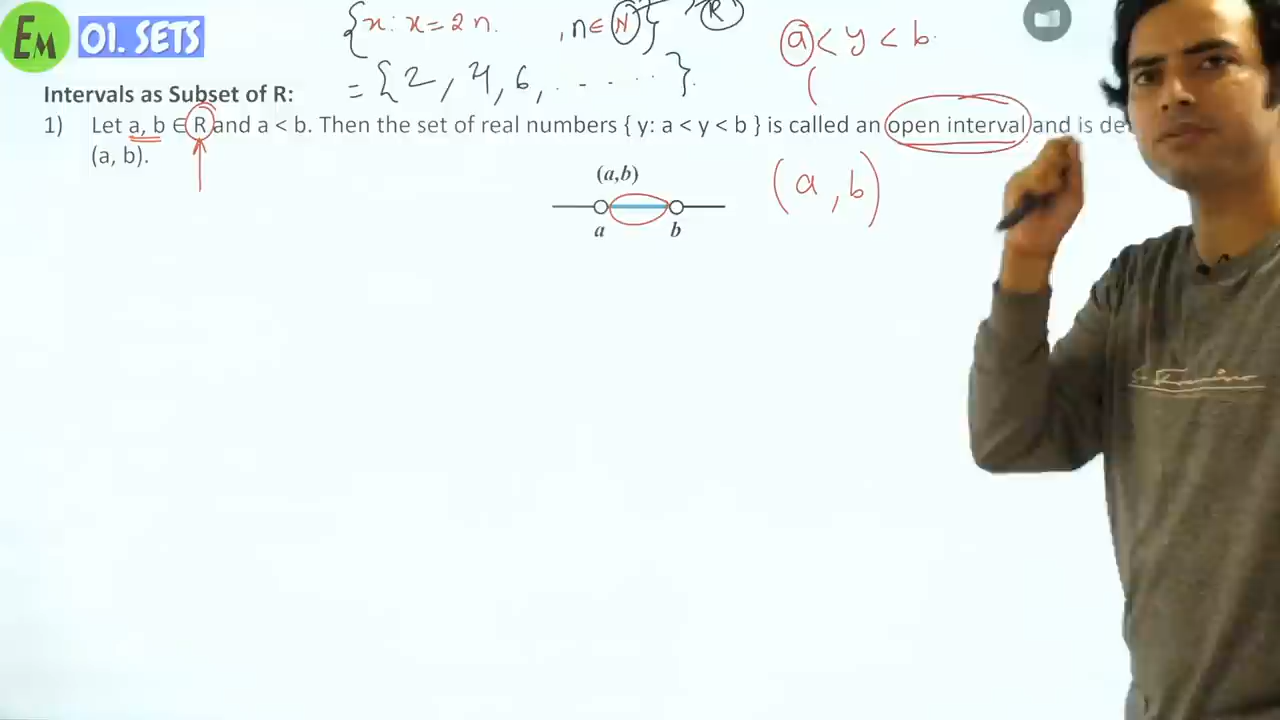 EM 01. SETS
{x: x=2n. , n∈ N} , R
= {2, 4, 6, ..... }.
a < y < b.
(
Intervals as Subset of R:
1) Let a, b ∈ R and a < b. Then the set of real numbers { y: a < y < b } is called an open interval and is de
(a, b).
(a,b)
a b
(a, b)